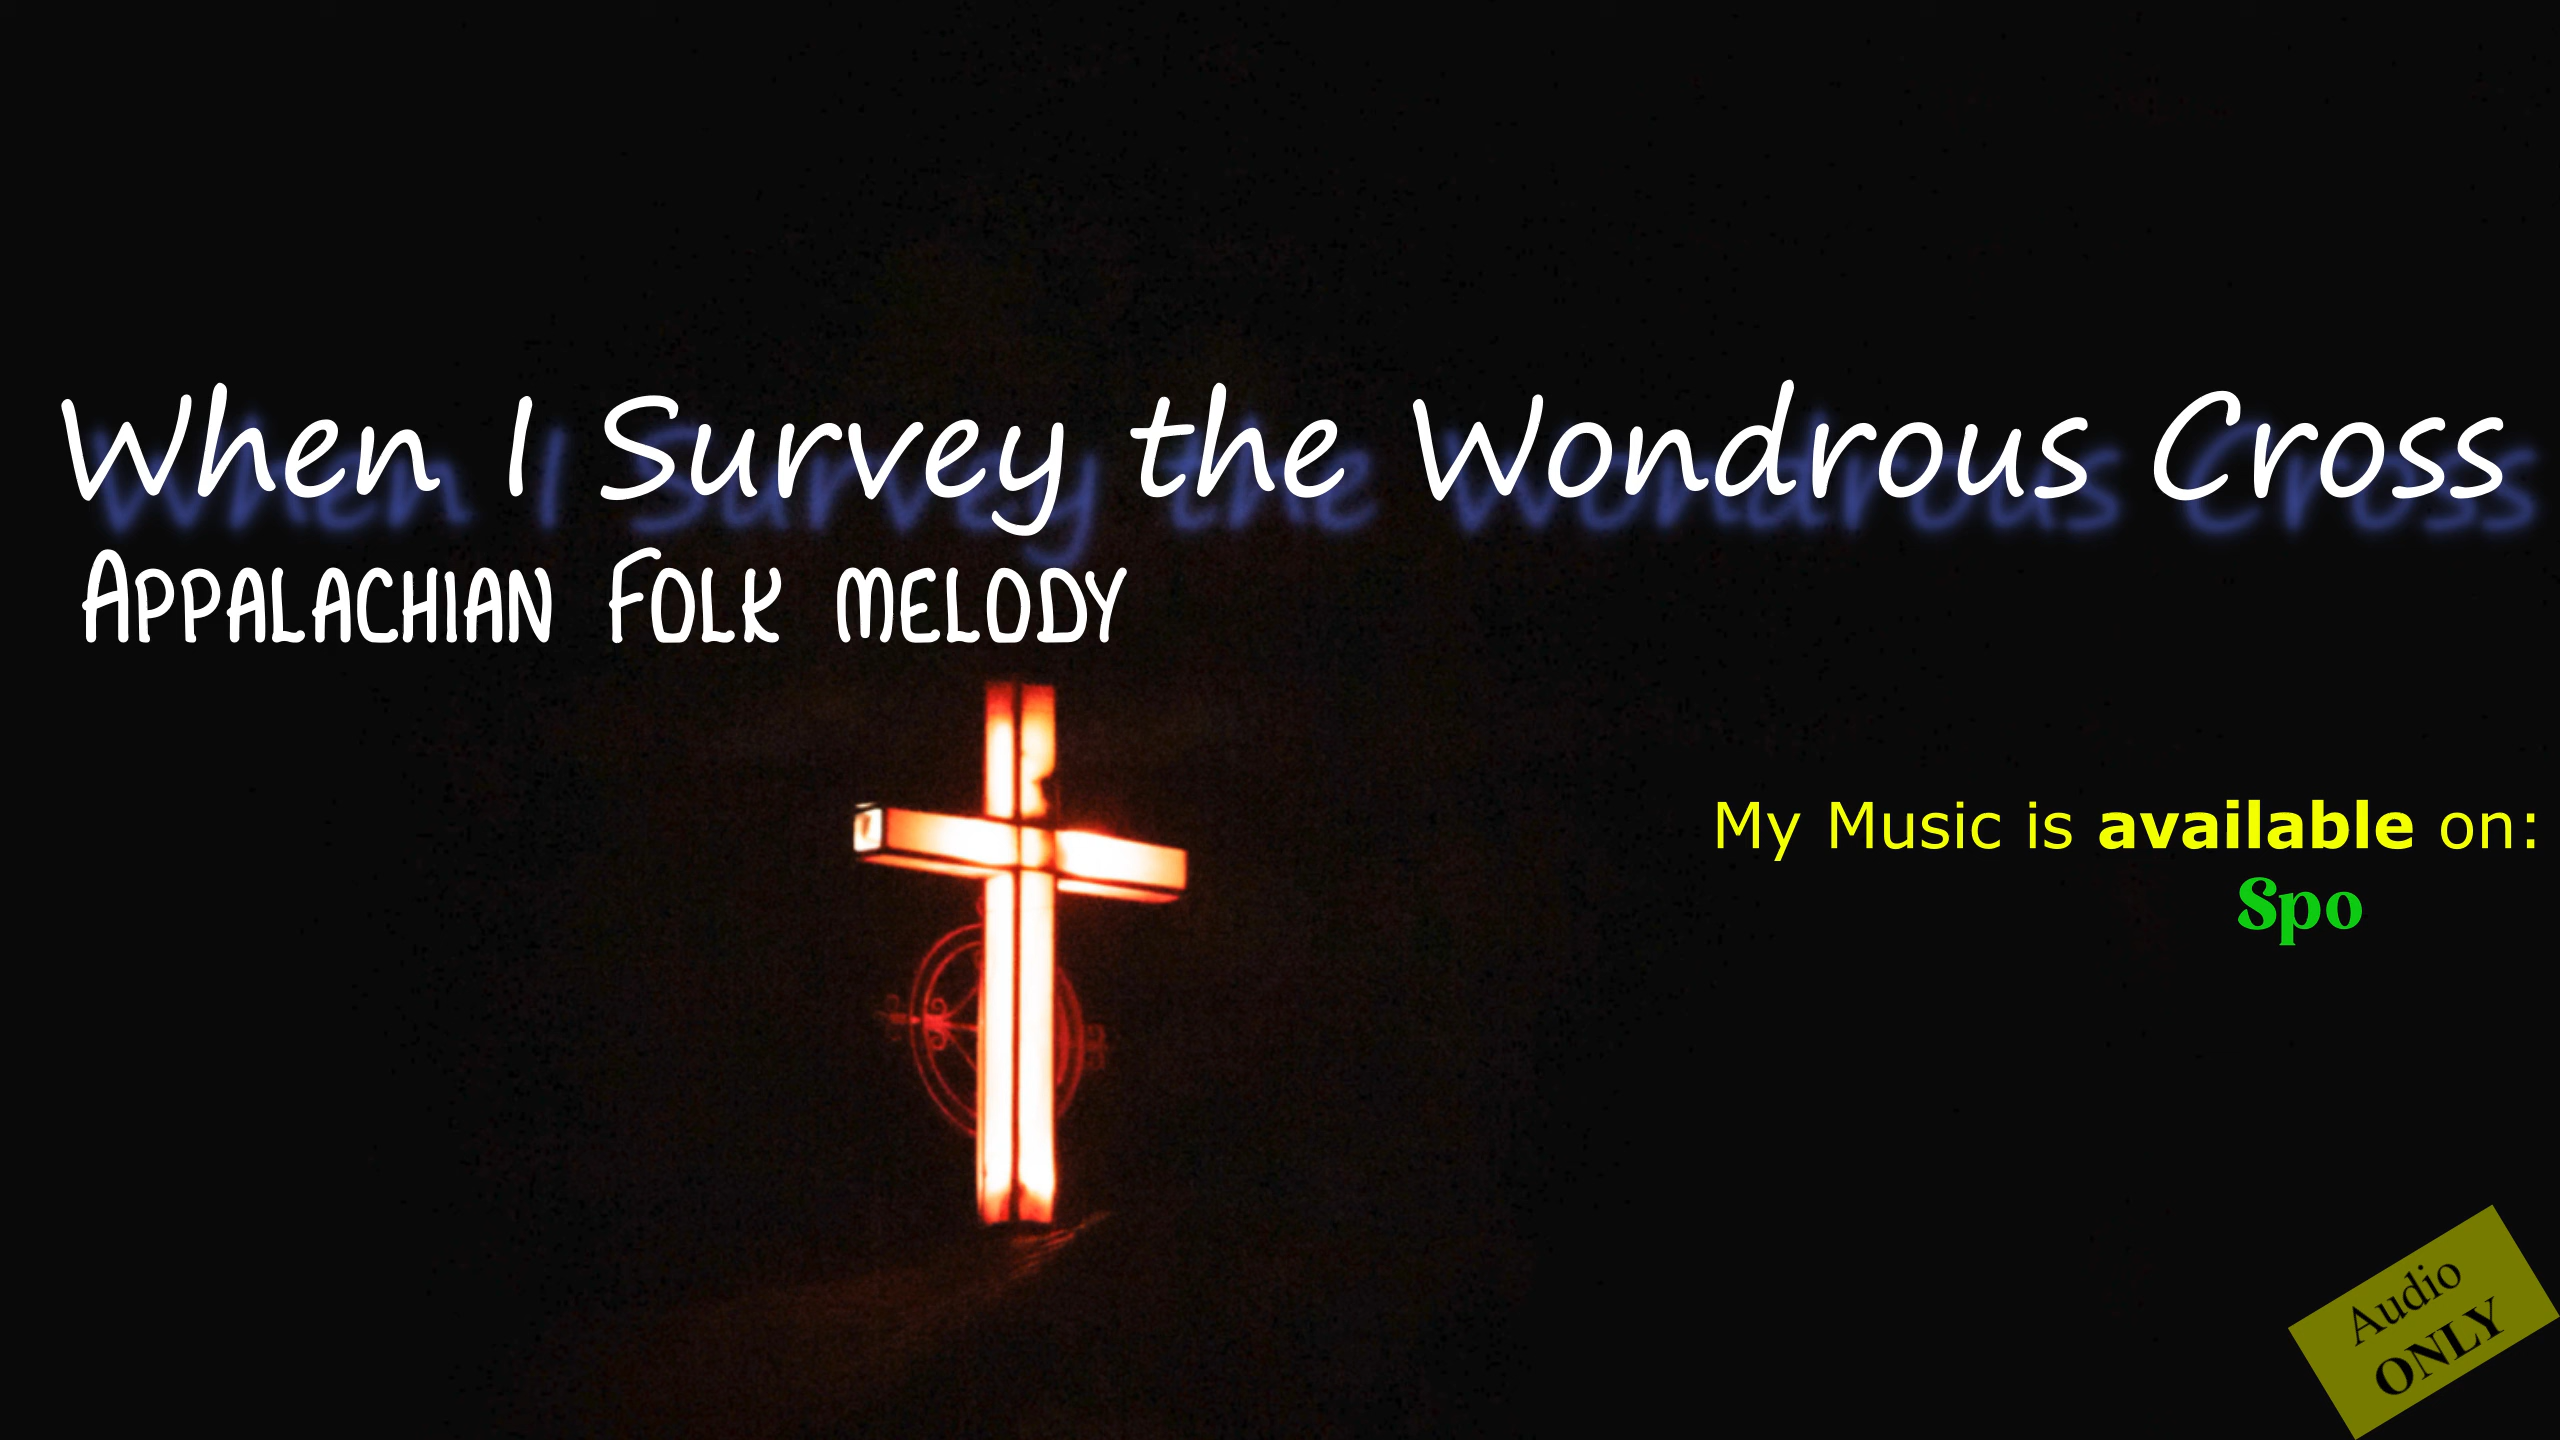 When I Survey the Wondrous Cross
Appalachian Folk melody
My Music is available on:
Spo
Audio
ONLY